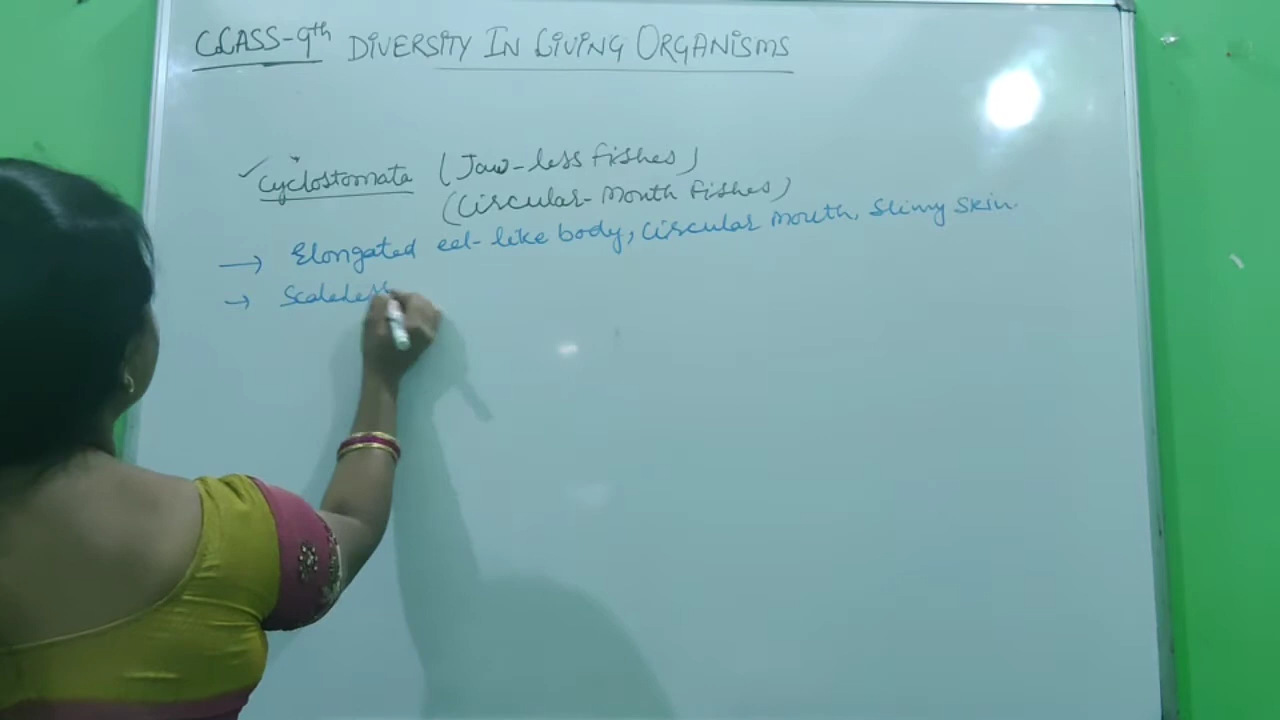 CLASS-9th DIVERSITY IN LIVING ORGANISMS
Cyclostomata (Jaw-less fishes)
(Circular-Mouth fishes)
→ Elongated eel-like body, Circular mouth, Slimy Skin.
→ Scaleless